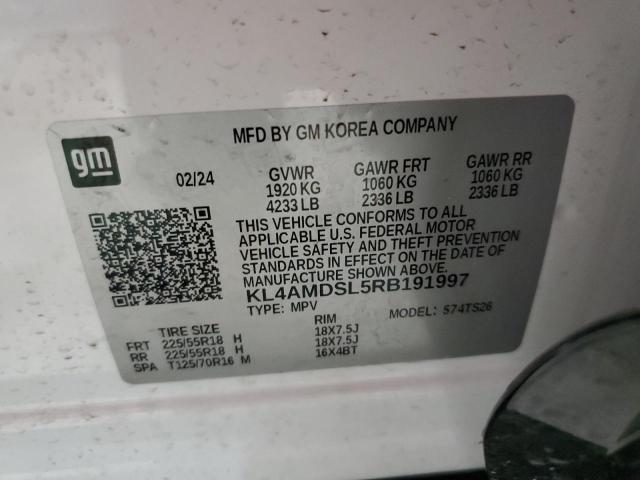 MFD BY GM KOREA COMPANY
gm
02/24
GVWR GAWR FRT GAWR RR
1920 KG 1060 KG 1060 KG
4233 LB 2336 LB 2336 LB
THIS VEHICLE CONFORMS TO ALL
APPLICABLE U.S. FEDERAL MOTOR
VEHICLE SAFETY AND THEFT PREVENTION
STANDARDS IN EFFECT ON THE DATE OF
MANUFACTURE SHOWN ABOVE.
KL4AMDSL5RB191997
TYPE: MPV MODEL: 574TS26
TIRE SIZE RIM
FRT 225/55R18 H 18X7.5J
RR 225/55R18 H 18X7.5J
SPA T125/70R16 M 16X4BT